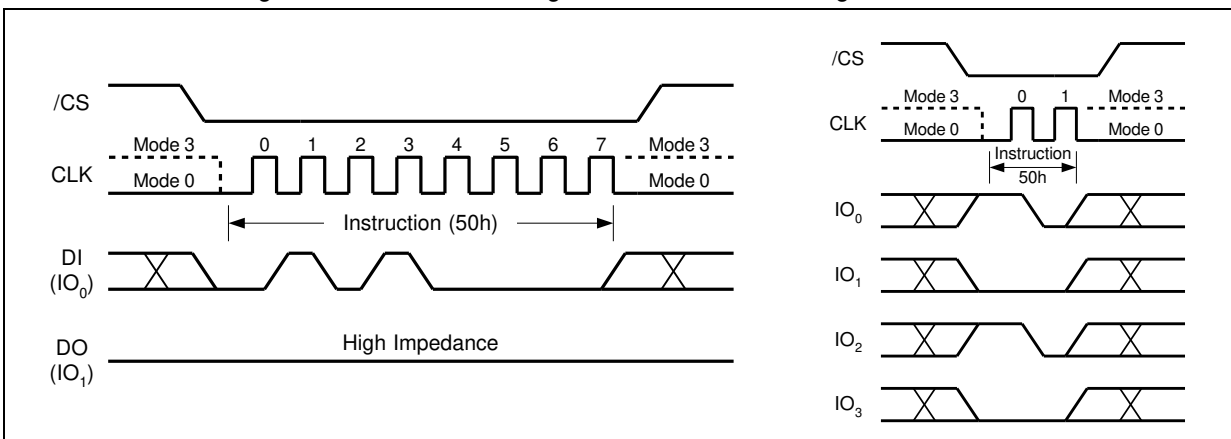 /CS
Mode 3 0 1 2 3 4 5 6 7 Mode 3
CLK Mode 0 Mode 0
Instruction (50h)
DI
(IO0)
High Impedance
DO
(IO1)
/CS
Mode 3 0 1 Mode 3
CLK Mode 0 Mode 0
Instruction
50h
IO0
IO1
IO2
IO3